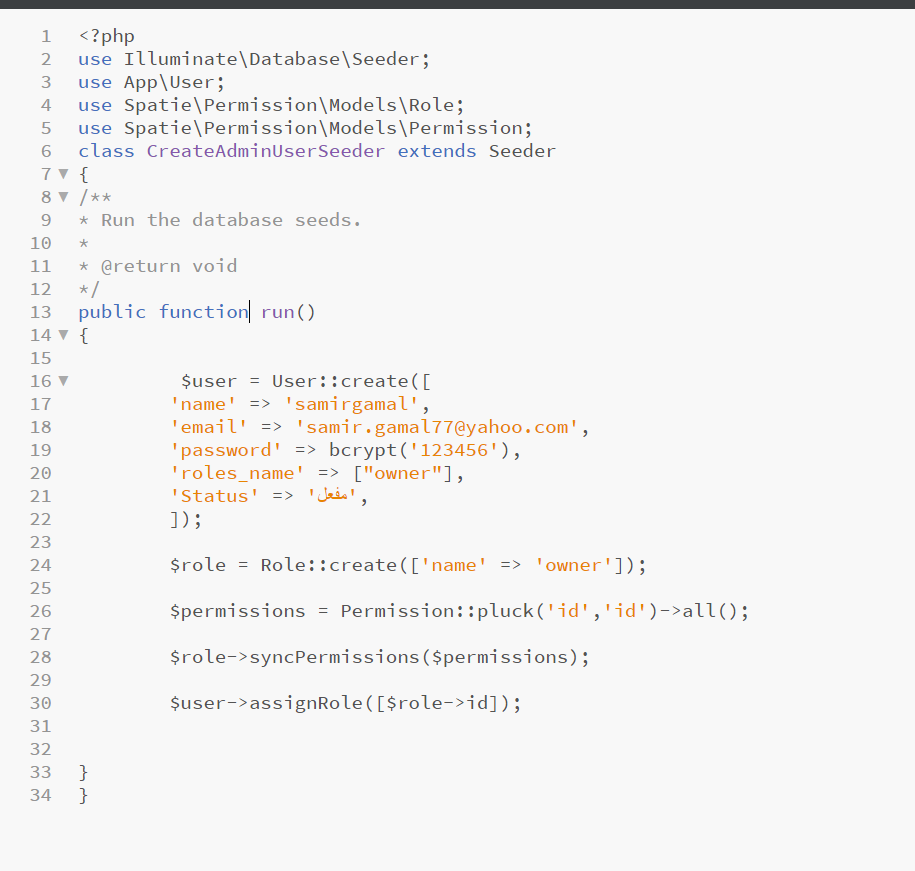 1 <?php
2 use Illuminate\Database\Seeder;
3 use App\User;
4 use Spatie\Permission\Models\Role;
5 use Spatie\Permission\Models\Permission;
6 class CreateAdminUserSeeder extends Seeder
7 {
8 /**
9 * Run the database seeds.
10 *
11 * @return void
12 */
13 public function run()
14 {
15
16 $user = User::create([
17 'name' => 'samirgamal',
18 'email' => 'samir.gamal77@yahoo.com',
19 'password' => bcrypt('123456'),
20 'roles_name' => ["owner"],
21 'Status' => 'مفعل',
22 ]);
23
24 $role = Role::create(['name' => 'owner']);
25
26 $permissions = Permission::pluck('id','id')->all();
27
28 $role->syncPermissions($permissions);
29
30 $user->assignRole([$role->id]);
31
32
33 }
34 }